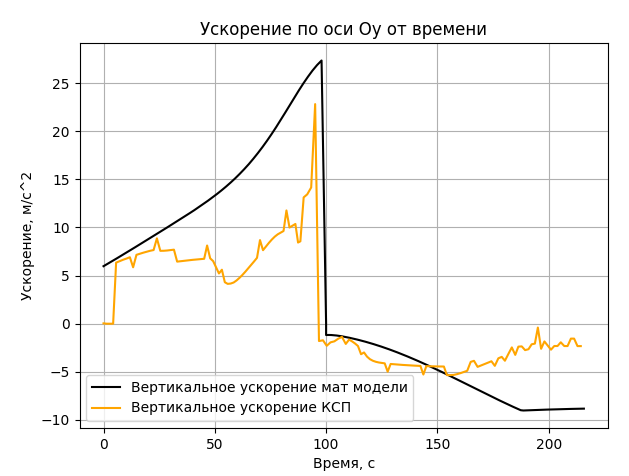 Ускорение по оси Oy от времени
Ускорение, м/с^2
25
20
15
10
5
0
−5
−10
Вертикальное ускорение мат модели
Вертикальное ускорение КСП
0 50 100 150 200
Время, с